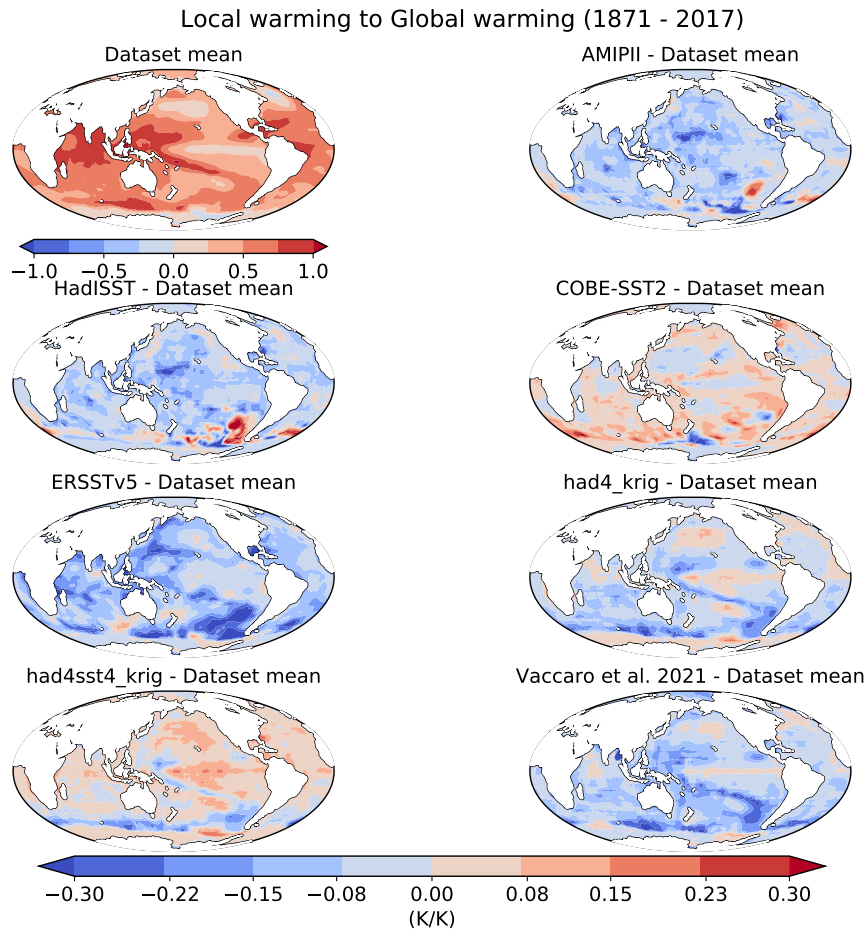 Local warming to Global warming (1871 - 2017)
Dataset mean
AMIPII - Dataset mean
−1.0 −0.5 0.0 0.5 1.0
HadISST - Dataset mean
COBE-SST2 - Dataset mean
ERSSTv5 - Dataset mean
had4_krig - Dataset mean
had4sst4_krig - Dataset mean
Vaccaro et al. 2021 - Dataset mean
−0.30 −0.22 −0.15 −0.08 0.00 0.08 0.15 0.23 0.30
(K/K)